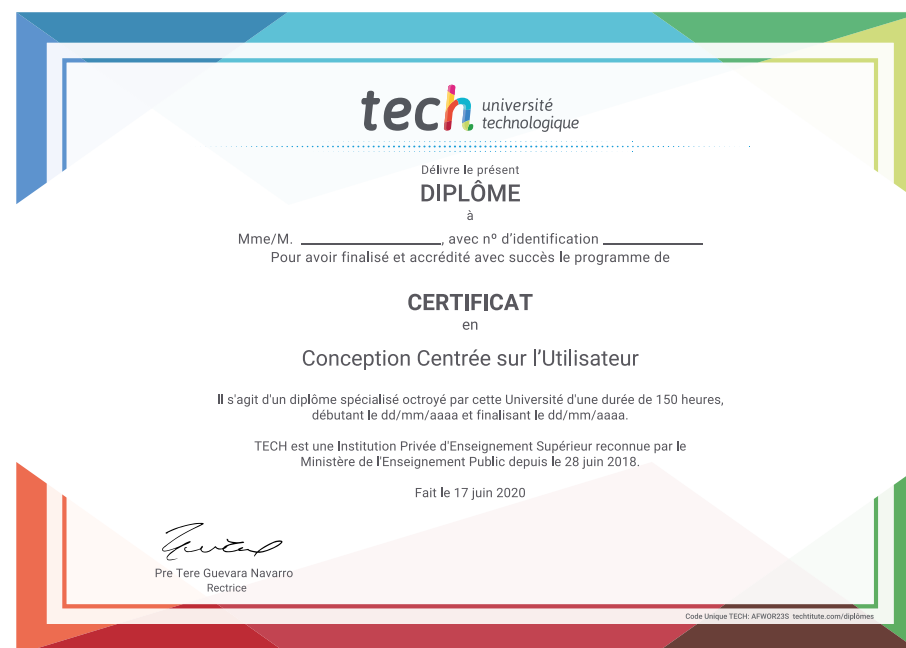 tech université
technologique
Délivre le présent
DIPLÔME
à
Mme/M. ____________________, avec nº d'identification ______________
Pour avoir finalisé et accrédité avec succès le programme de
CERTIFICAT
en
Conception Centrée sur l'Utilisateur
Il s'agit d'un diplôme spécialisé octroyé par cette Université d'une durée de 150 heures,
débutant le dd/mm/aaaa et finalisant le dd/mm/aaaa.
TECH est une Institution Privée d'Enseignement Supérieur reconnue par le
Ministère de l'Enseignement Public depuis le 28 juin 2018.
Fait le 17 juin 2020
Pre Tere Guevara Navarro
Rectrice
Code Unique TECH: AFWOR23S techtitute.com/diplômes